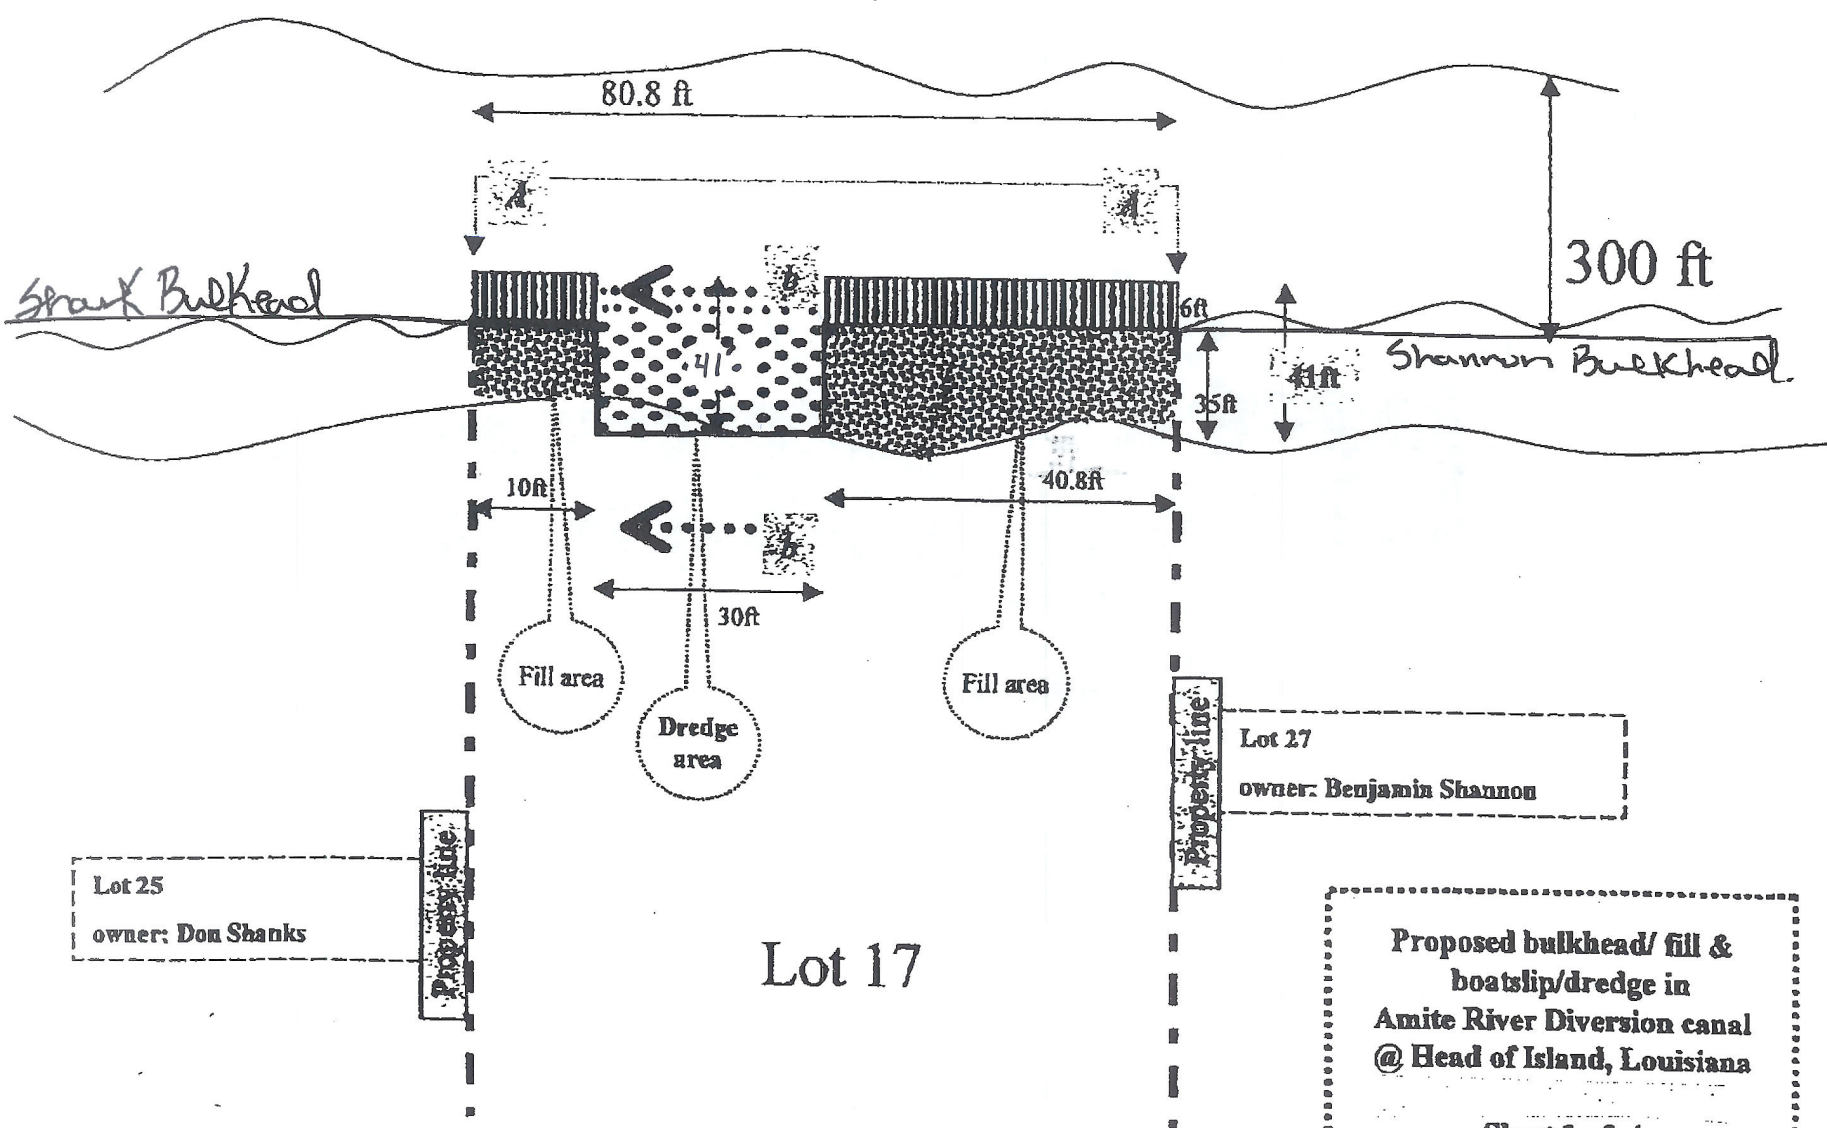 80.8 ft
A
A
300 ft
b
Shank Bulkhead
6ft
41'
41ft
Shannon Bulkhead.
35ft
10ft
40.8ft
b
30ft
Fill area
Fill area
Dredge
area
Property line
Lot 27
owner: Benjamin Shannon
Property line
Lot 25
owner: Don Shanks
Lot 17
Proposed bulkhead/ fill &
boatslip/dredge in
Amite River Diversion canal
@ Head of Island, Louisiana